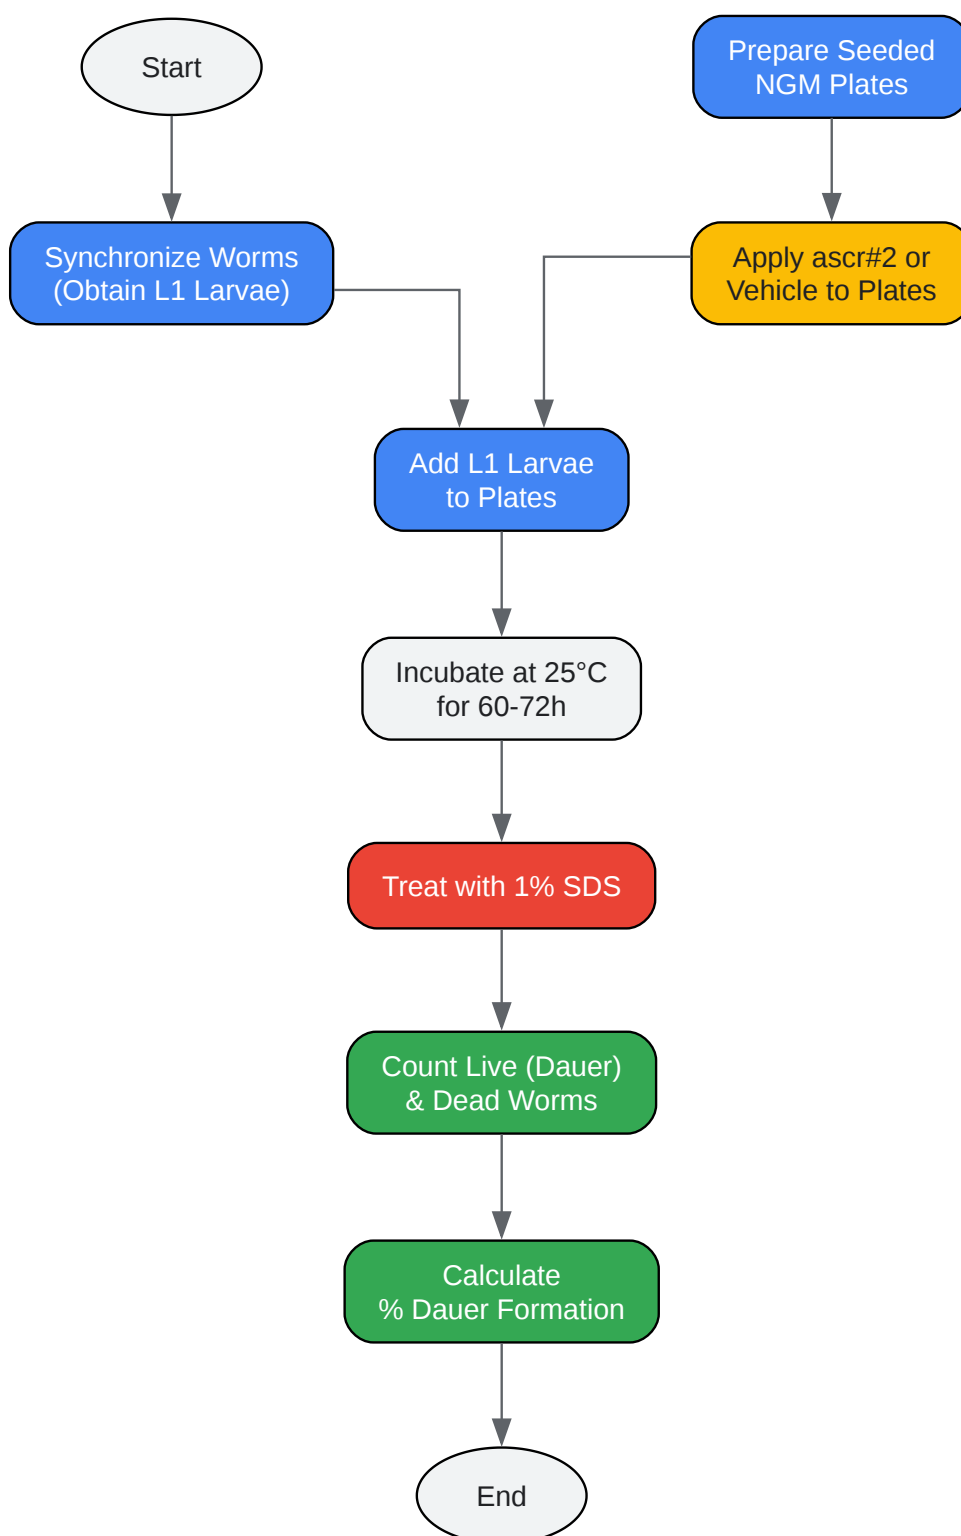 Start
Prepare Seeded
NGM Plates
Synchronize Worms
(Obtain L1 Larvae)
Apply ascr#2 or
Vehicle to Plates
Add L1 Larvae
to Plates
Incubate at 25°C
for 60-72h
Treat with 1% SDS
Count Live (Dauer)
& Dead Worms
Calculate
% Dauer Formation
End